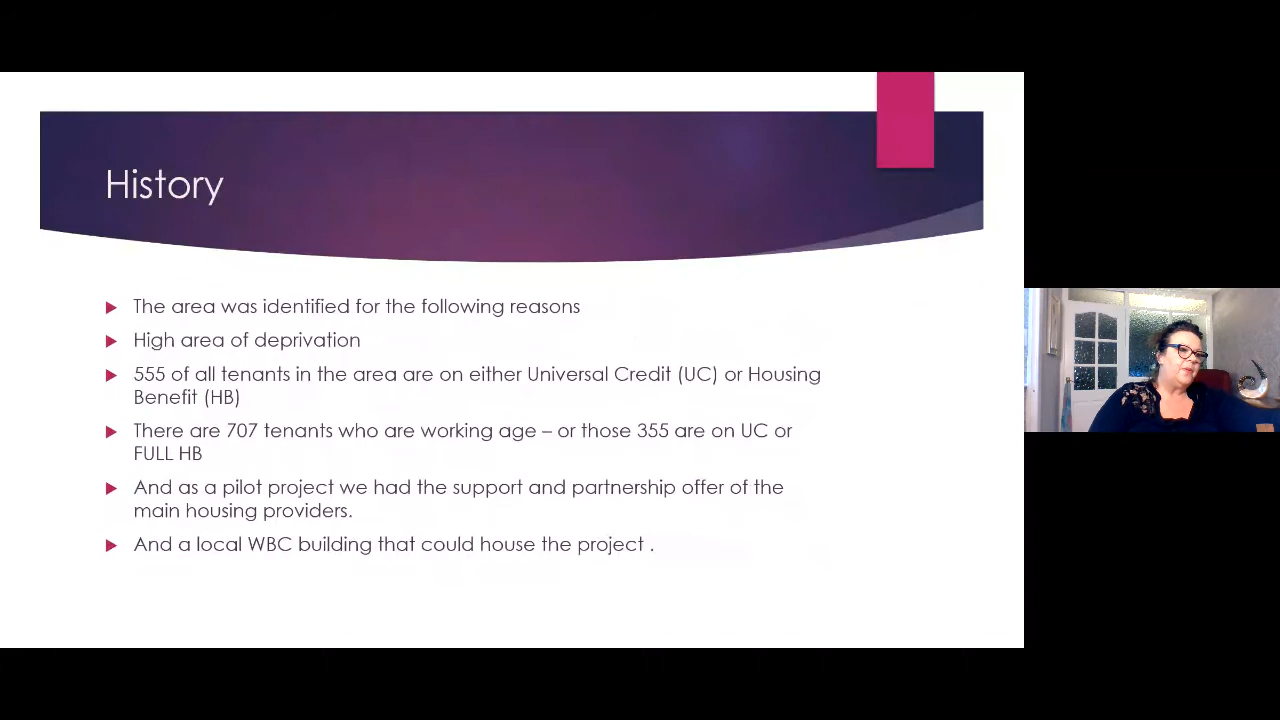 History
The area was identified for the following reasons
High area of deprivation
555 of all tenants in the area are on either Universal Credit (UC) or Housing
Benefit (HB)
There are 707 tenants who are working age – or those 355 are on UC or
FULL HB
And as a pilot project we had the support and partnership offer of the
main housing providers.
And a local WBC building that could house the project .